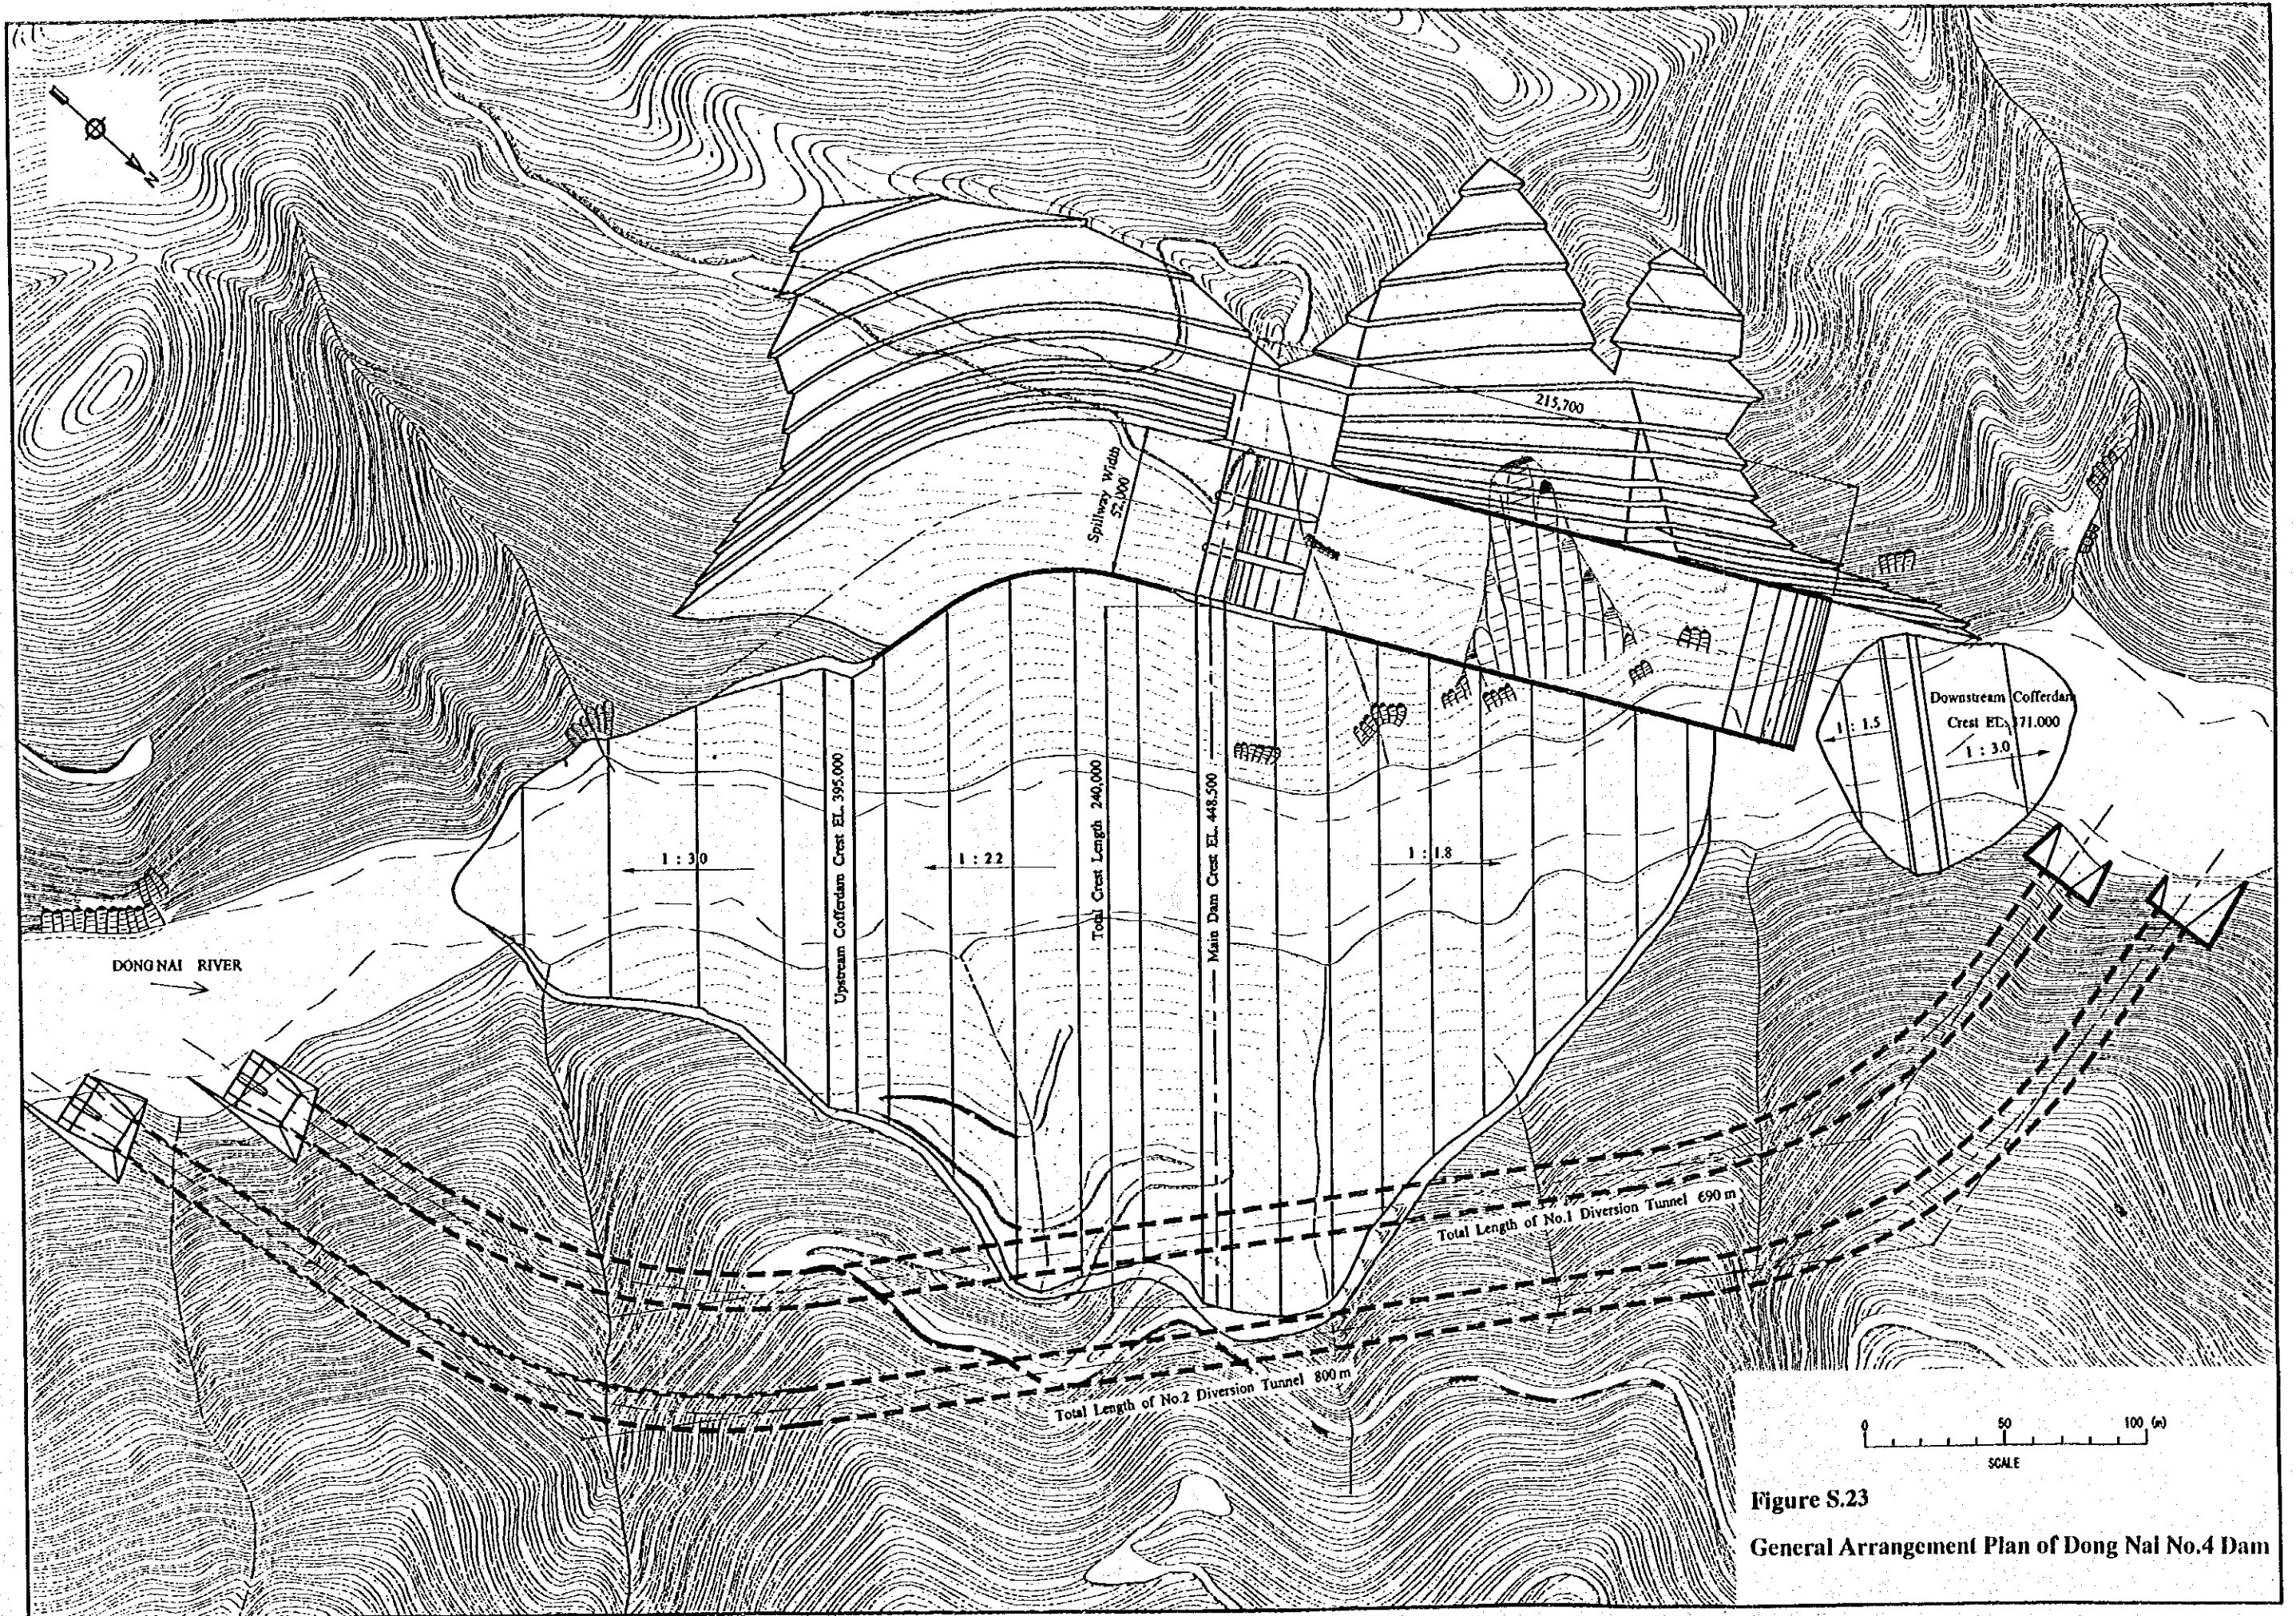 N
215,700
Spillway Width
52,000
Downstream Cofferdam
Crest EL. 371.000
1 : 1.5
1 : 3.0
Upstream Cofferdam Crest EL. 395.000
Total Crest Length 240,000
Main Dam Crest EL. 448.500
1 : 3.0
1 : 2.2
1 : 1.8
DONG NAI RIVER
Total Length of No.1 Diversion Tunnel 690 m
Total Length of No.2 Diversion Tunnel 800 m
0 50 100 (m)
SCALE
Figure S.23
General Arrangement Plan of Dong Nai No.4 Dam